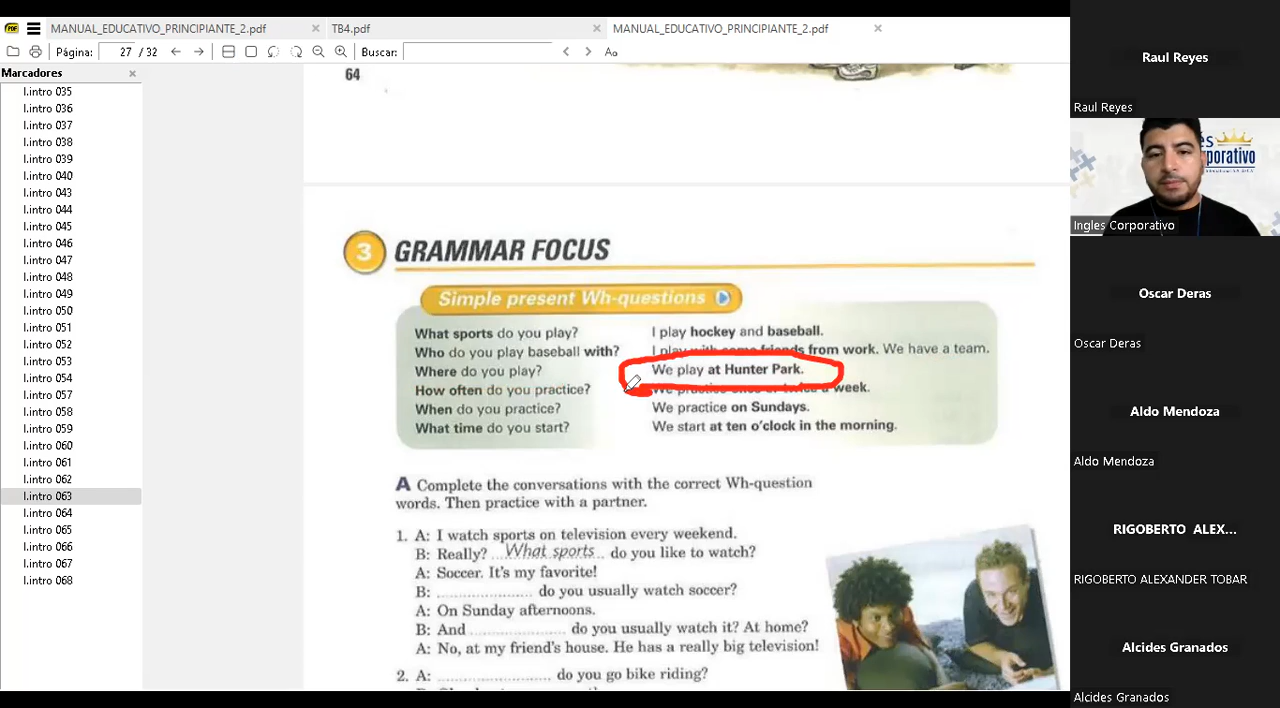 MANUAL_EDUCATIVO_PRINCIPIANTE_2.pdf
TB4.pdf
MANUAL_EDUCATIVO_PRINCIPIANTE_2.pdf
Página: 27 / 32
Buscar:
Marcadores
I.intro 035
I.intro 036
I.intro 037
I.intro 038
I.intro 039
I.intro 040
I.intro 043
I.intro 044
I.intro 045
I.intro 046
I.intro 047
I.intro 048
I.intro 049
I.intro 050
I.intro 051
I.intro 052
I.intro 053
I.intro 054
I.intro 057
I.intro 058
I.intro 059
I.intro 060
I.intro 061
I.intro 062
I.intro 063
I.intro 064
I.intro 065
I.intro 066
I.intro 067
I.intro 068
64
3 GRAMMAR FOCUS
Simple present Wh-questions
What sports do you play? I play hockey and baseball.
Who do you play baseball with? I play with some friends from work. We have a team.
Where do you play? We play at Hunter Park.
How often do you practice? We practice once or twice a week.
When do you practice? We practice on Sundays.
What time do you start? We start at ten o'clock in the morning.
A Complete the conversations with the correct Wh-question
words. Then practice with a partner.
1. A: I watch sports on television every weekend.
B: Really? What sports do you like to watch?
A: Soccer. It's my favorite!
B: .................... do you usually watch soccer?
A: On Sunday afternoons.
B: And .................... do you usually watch it? At home?
A: No, at my friend's house. He has a really big television!
2. A: .................... do you go bike riding?
Raul Reyes
Raul Reyes
es
porativo
Ingles Corporativo
Oscar Deras
Oscar Deras
Aldo Mendoza
Aldo Mendoza
RIGOBERTO ALEX...
RIGOBERTO ALEXANDER TOBAR
Alcides Granados
Alcides Granados